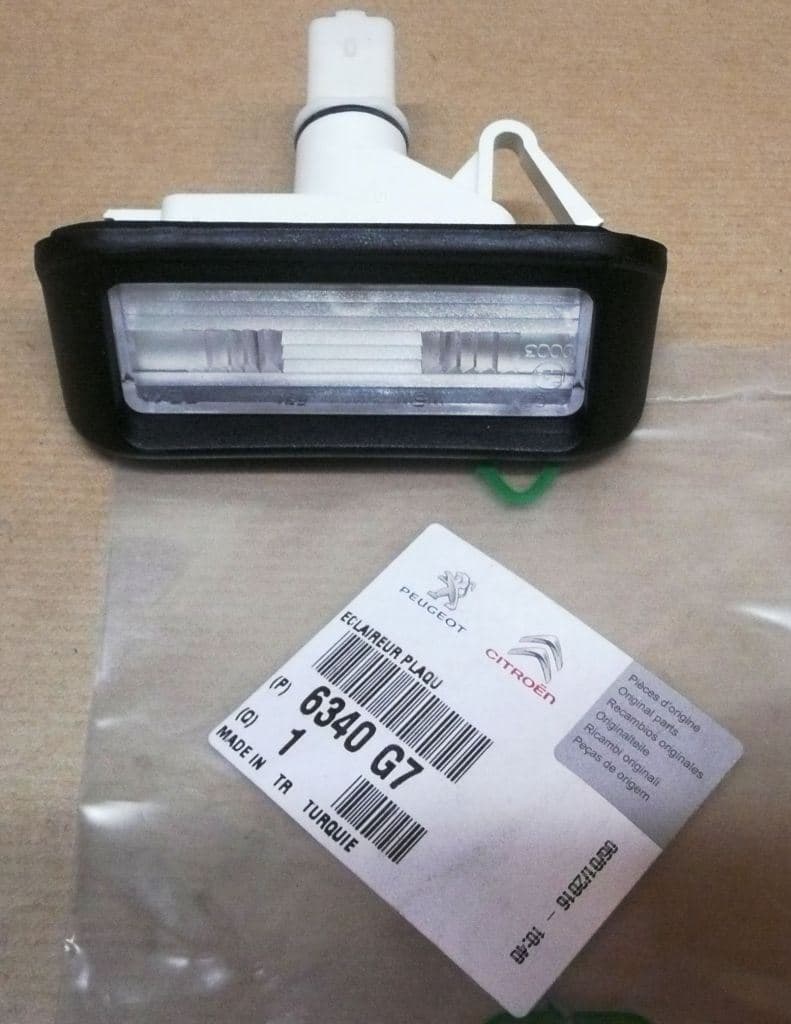 PEUGEOT
CITROËN
ECLAIREUR PLAQU
(P) 6340 G7
(Q) 1
MADE IN TR TURQUIE
Pièces d'origine
Original parts
Recambios originales
Originalteile
Ricambi originali
Peças de origem
06/01/2016 - 10:40